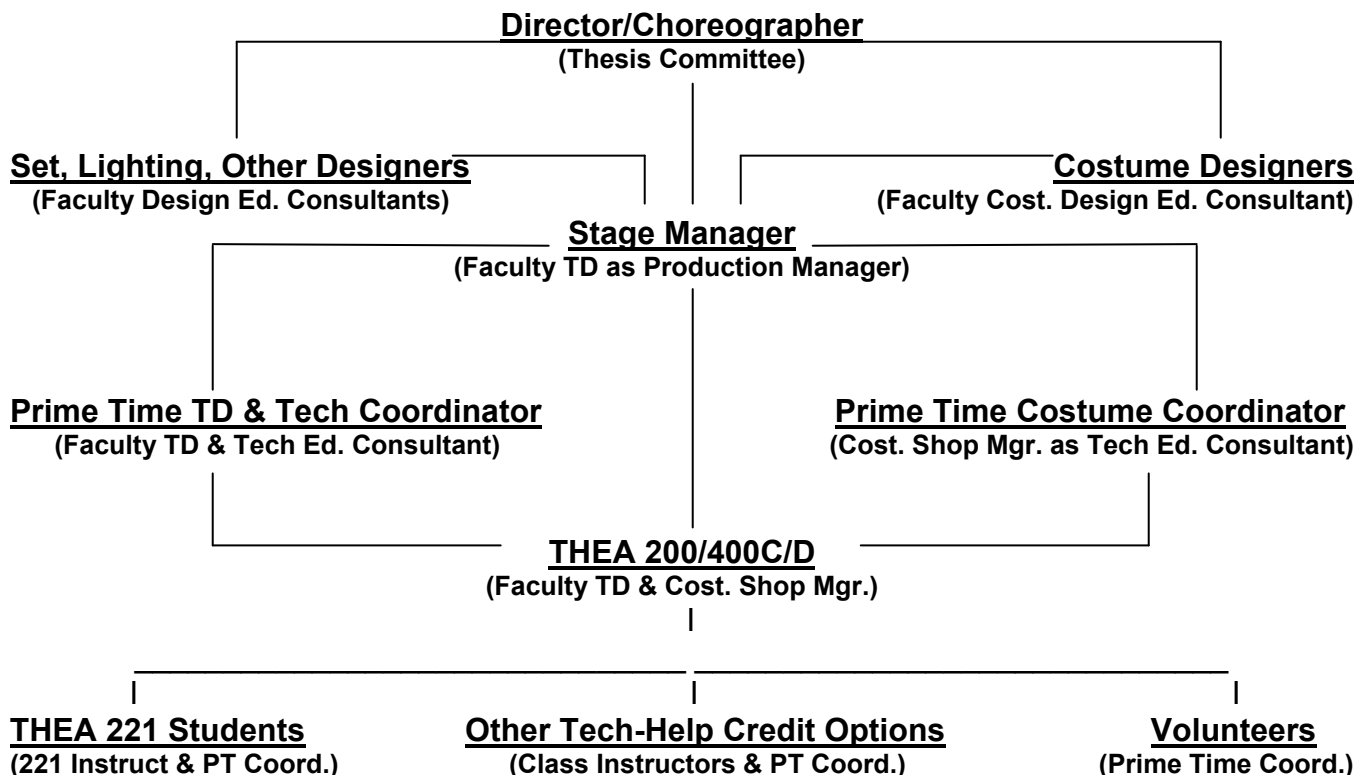 Director/Choreographer
(Thesis Committee)
Set, Lighting, Other Designers
(Faculty Design Ed. Consultants)
Costume Designers
(Faculty Cost. Design Ed. Consultant)
Stage Manager
(Faculty TD as Production Manager)
Prime Time TD & Tech Coordinator
(Faculty TD & Tech Ed. Consultant)
Prime Time Costume Coordinator
(Cost. Shop Mgr. as Tech Ed. Consultant)
THEA 200/400C/D
(Faculty TD & Cost. Shop Mgr.)
THEA 221 Students
(221 Instruct & PT Coord.)
Other Tech-Help Credit Options
(Class Instructors & PT Coord.)
Volunteers
(Prime Time Coord.)